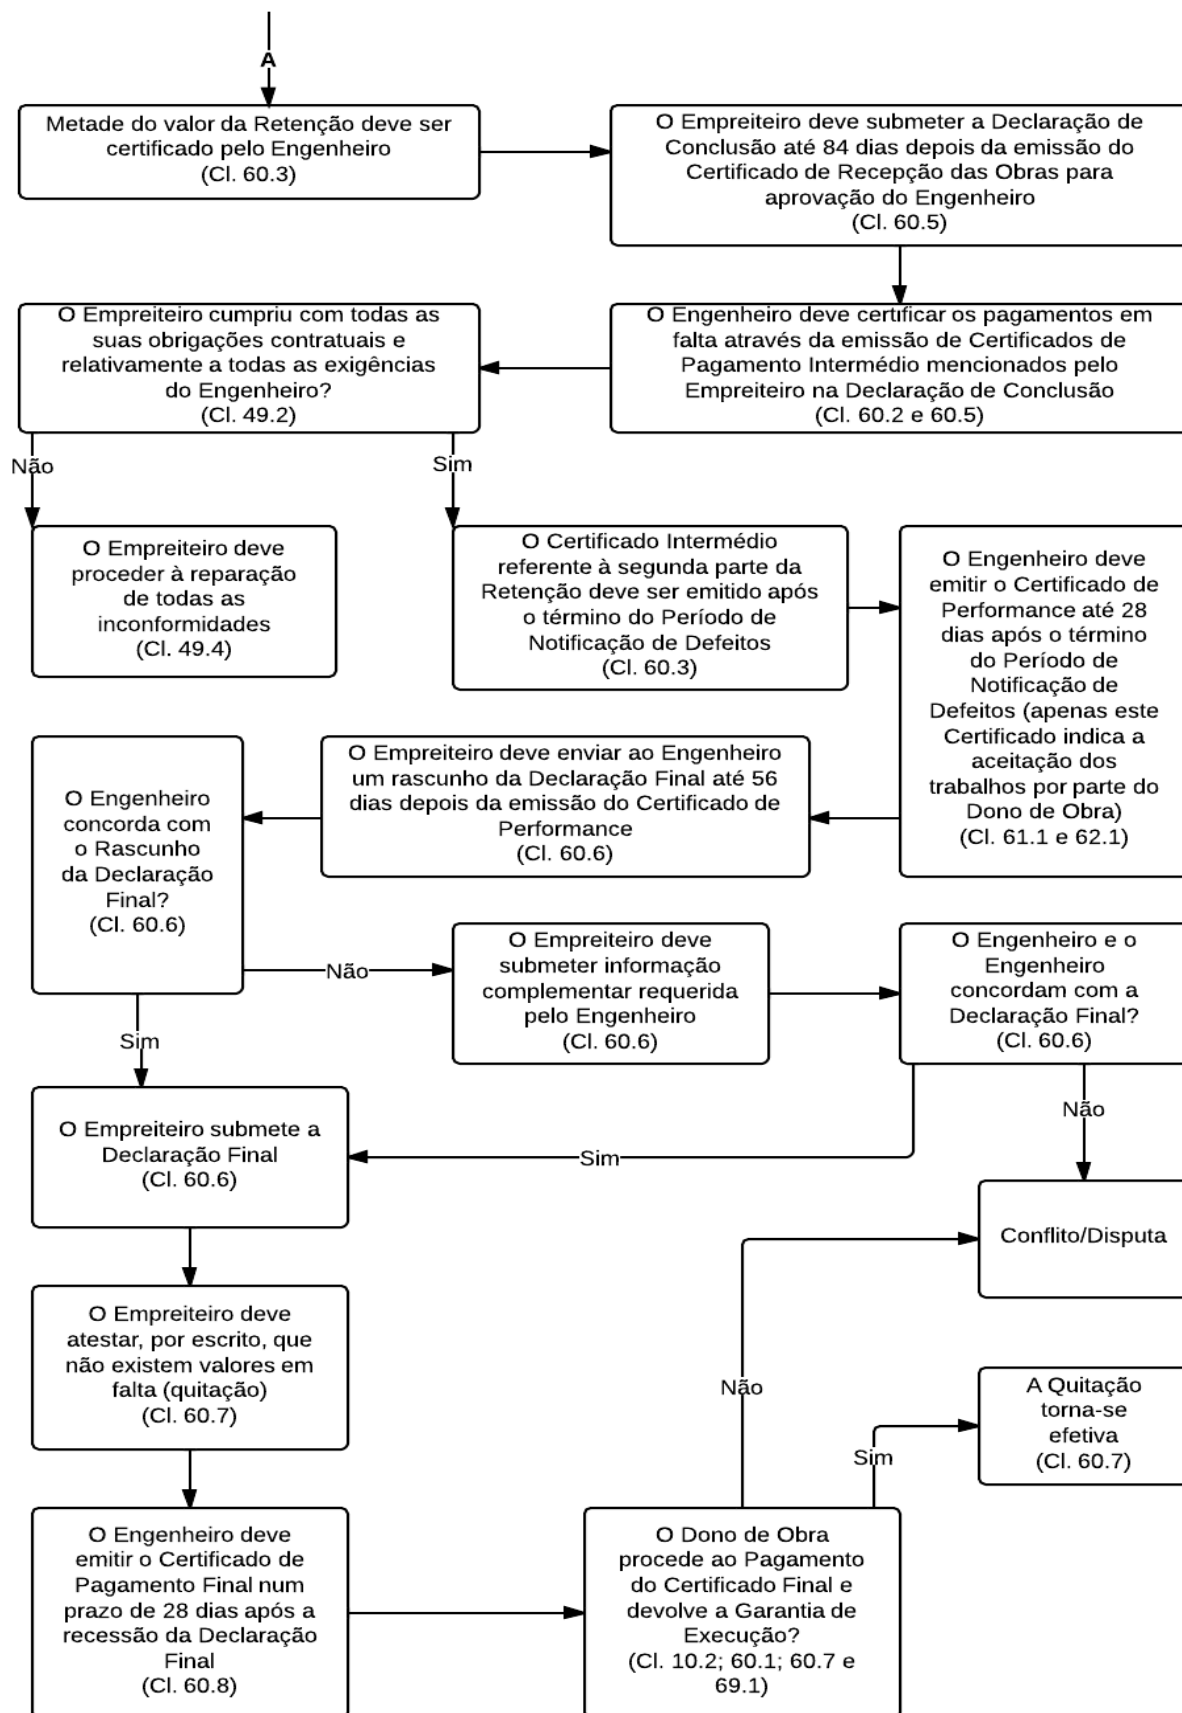 A
Metade do valor da Retenção deve ser
certificado pelo Engenheiro
(Cl. 60.3)
O Empreiteiro deve submeter a Declaração de
Conclusão até 84 dias depois da emissão do
Certificado de Recepção das Obras para
aprovação do Engenheiro
(Cl. 60.5)
O Empreiteiro cumpriu com todas as
suas obrigações contratuais e
relativamente a todas as exigências
do Engenheiro?
(Cl. 49.2)
O Engenheiro deve certificar os pagamentos em
falta através da emissão de Certificados de
Pagamento Intermédio mencionados pelo
Empreiteiro na Declaração de Conclusão
(Cl. 60.2 e 60.5)
Não
Sim
O Empreiteiro deve
proceder à reparação
de todas as
inconformidades
(Cl. 49.4)
O Certificado Intermédio
referente à segunda parte da
Retenção deve ser emitido após
o término do Período de
Notificação de Defeitos
(Cl. 60.3)
O Engenheiro deve
emitir o Certificado de
Performance até 28
dias após o término
do Período de
Notificação de
Defeitos (apenas este
Certificado indica a
aceitação dos
trabalhos por parte do
Dono de Obra)
(Cl. 61.1 e 62.1)
O Empreiteiro deve enviar ao Engenheiro
um rascunho da Declaração Final até 56
dias depois da emissão do Certificado de
Performance
(Cl. 60.6)
O Engenheiro
concorda com
o Rascunho
da Declaração
Final?
(Cl. 60.6)
Não
Sim
O Empreiteiro deve
submeter informação
complementar requerida
pelo Engenheiro
(Cl. 60.6)
O Engenheiro e o
Engenheiro
concordam com a
Declaração Final?
(Cl. 60.6)
Não
Sim
O Empreiteiro submete a
Declaração Final
(Cl. 60.6)
Conflito/Disputa
O Empreiteiro deve
atestar, por escrito, que
não existem valores em
falta (quitação)
(Cl. 60.7)
Não
Sim
A Quitação
torna-se
efetiva
(Cl. 60.7)
O Engenheiro deve
emitir o Certificado de
Pagamento Final num
prazo de 28 dias após a
recessão da Declaração
Final
(Cl. 60.8)
O Dono de Obra
procede ao Pagamento
do Certificado Final e
devolve a Garantia de
Execução?
(Cl. 10.2; 60.1; 60.7 e
69.1)